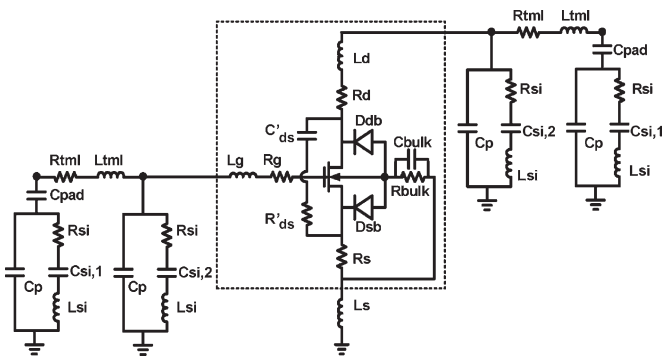 Rtml Ltml
Cpad
Ld
Rsi
Rsi
Rd
Ddb
C'ds
Cbulk
Cp
Csi,2
Cp
Csi,1
Rtml Ltml
Lg Rg
Lsi
Lsi
Rbulk
Cpad
R'ds
Dsb
Rsi
Rsi
Rs
Cp
Csi,1
Cp
Csi,2
Lsi
Lsi
Ls